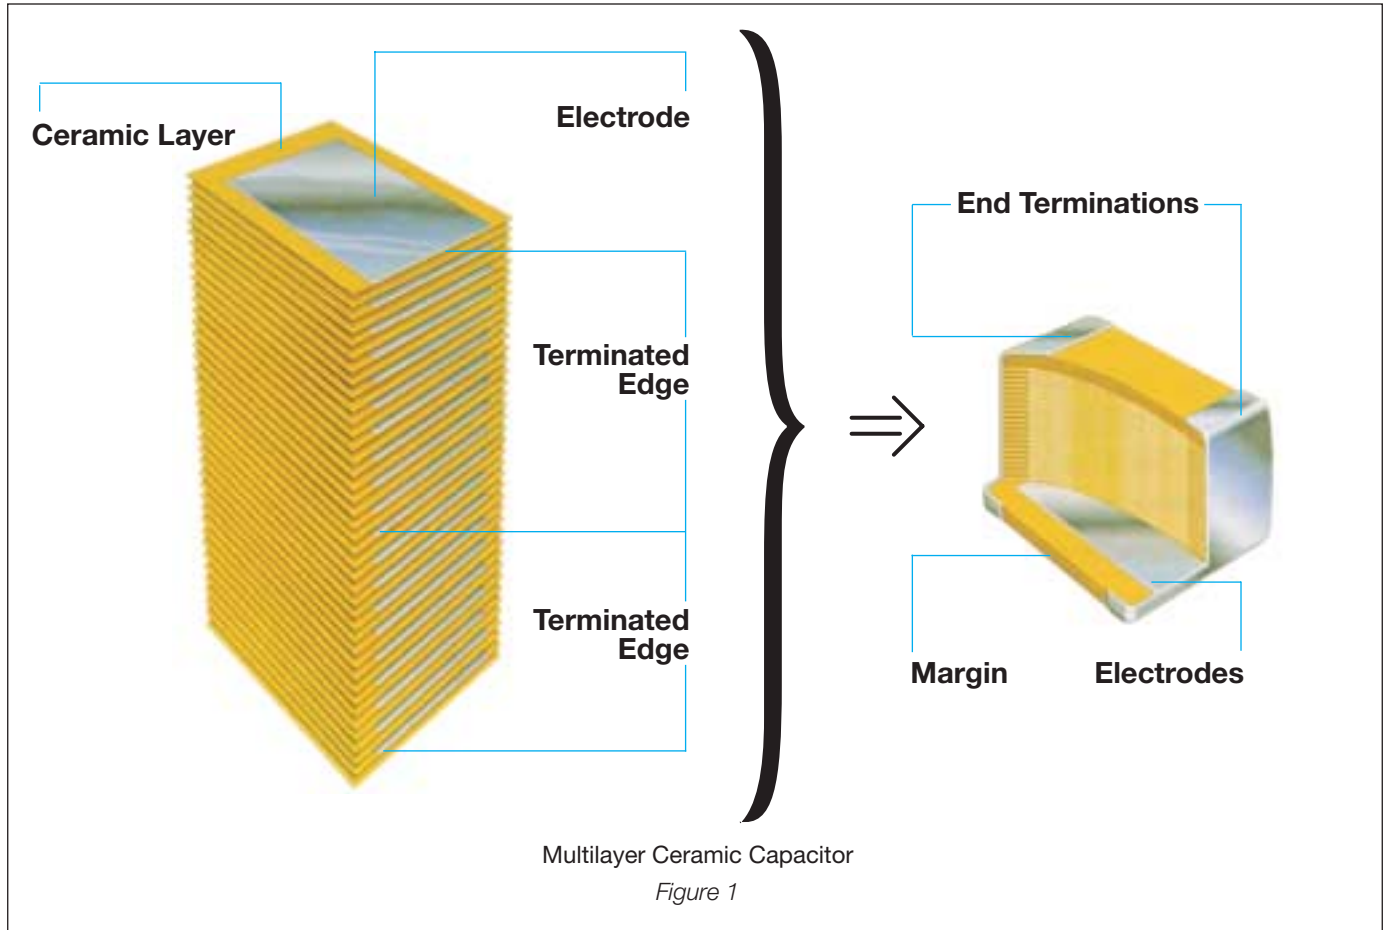 Ceramic Layer
Electrode
Terminated
Edge
Terminated
Edge
End Terminations
Margin
Electrodes
Multilayer Ceramic Capacitor
Figure 1